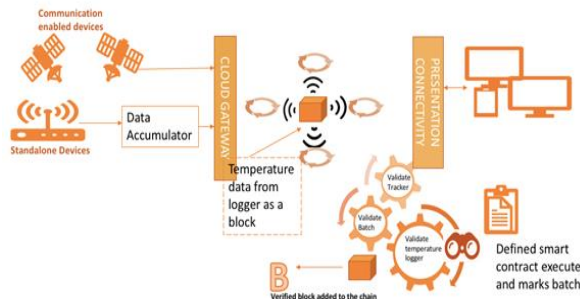 Communication
enabled devices
Standalone Devices
Data
Accumulator
CLOUD GATEWAY
Temperature
data from
logger as a
block
PRESENTATION
CONNECTIVITY
Validate
Tracker
Validate
Batch
Validate
temperature
logger
Defined smart
contract execute
and marks batch
B
Verified block added to the chain